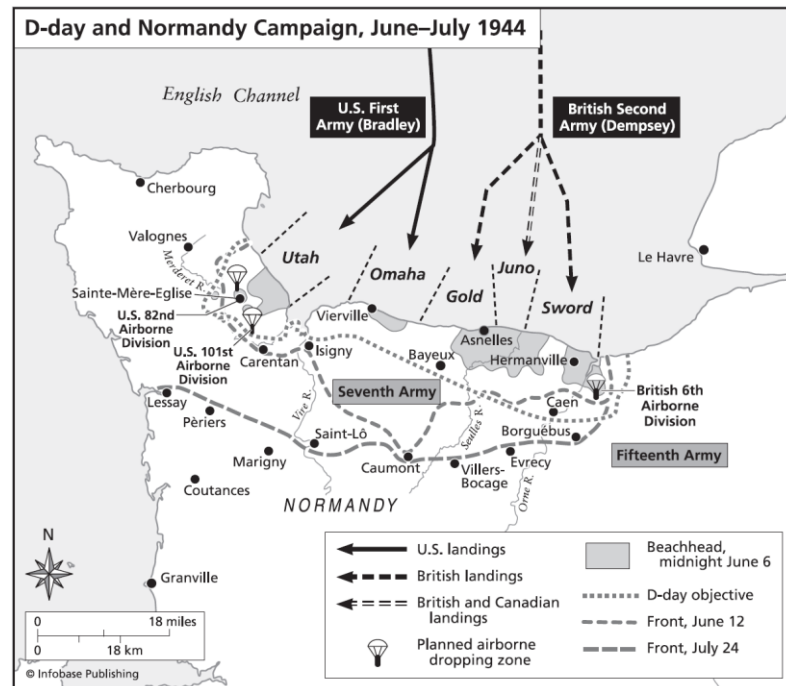 D-day and Normandy Campaign, June–July 1944
English Channel
U.S. First
Army (Bradley)
British Second
Army (Dempsey)
Cherbourg
Valognes
Merderet R.
Utah
Omaha
Gold
Juno
Sword
Le Havre
Sainte-Mère-Eglise
U.S. 82nd
Airborne
Division
U.S. 101st
Airborne
Division
Vierville
Asnelles
Hermanville
Carentan
Isigny
Bayeux
British 6th
Airborne
Division
Seventh Army
Caen
Lessay
Pèriers
Vire R.
Seulles R.
Borguébus
Fifteenth Army
Saint-Lô
Marigny
Caumont
Villers-
Bocage
Evrecy
Orne R.
Coutances
NORMANDY
N
Granville
0 18 miles
0 18 km
© Infobase Publishing
U.S. landings
British landings
British and Canadian
landings
Planned airborne
dropping zone
Beachhead,
midnight June 6
D-day objective
Front, June 12
Front, July 24